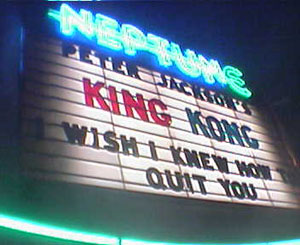 NEPTUNE
PETER JACKSON'S
KING KONG
I WISH I KNEW HOW T
QUIT YOU